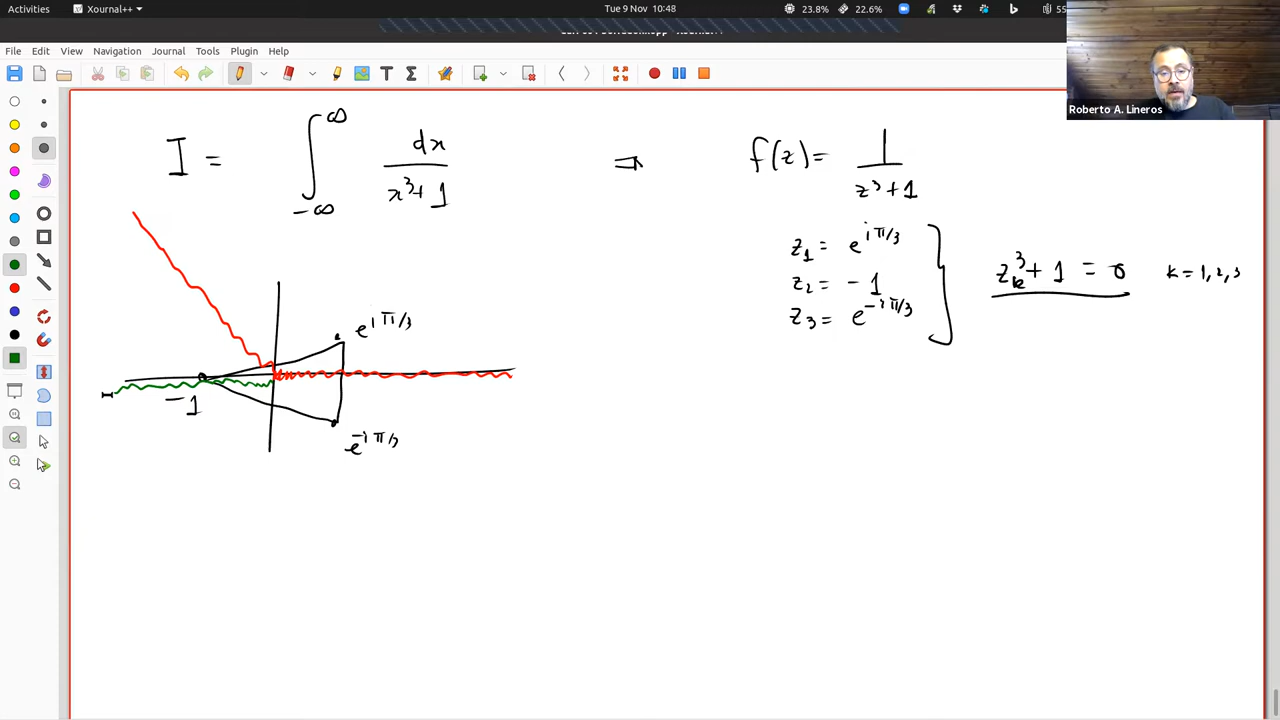 Activities Xournal++ Tue 9 Nov 10:48 23.8% 22.6%
File Edit View Navigation Journal Tools Plugin Help
Roberto A. Lineros
I = ∫_{-∞}^{∞} dx / (x³+1) ⇒ f(z) = 1 / (z³+1)
z₁ = e^{iπ/3}
z₂ = -1
z₃ = e^{-iπ/3}
z_k³ + 1 = 0 k = 1, 2, 3
e^{iπ/3}
-1
e^{-iπ/3}